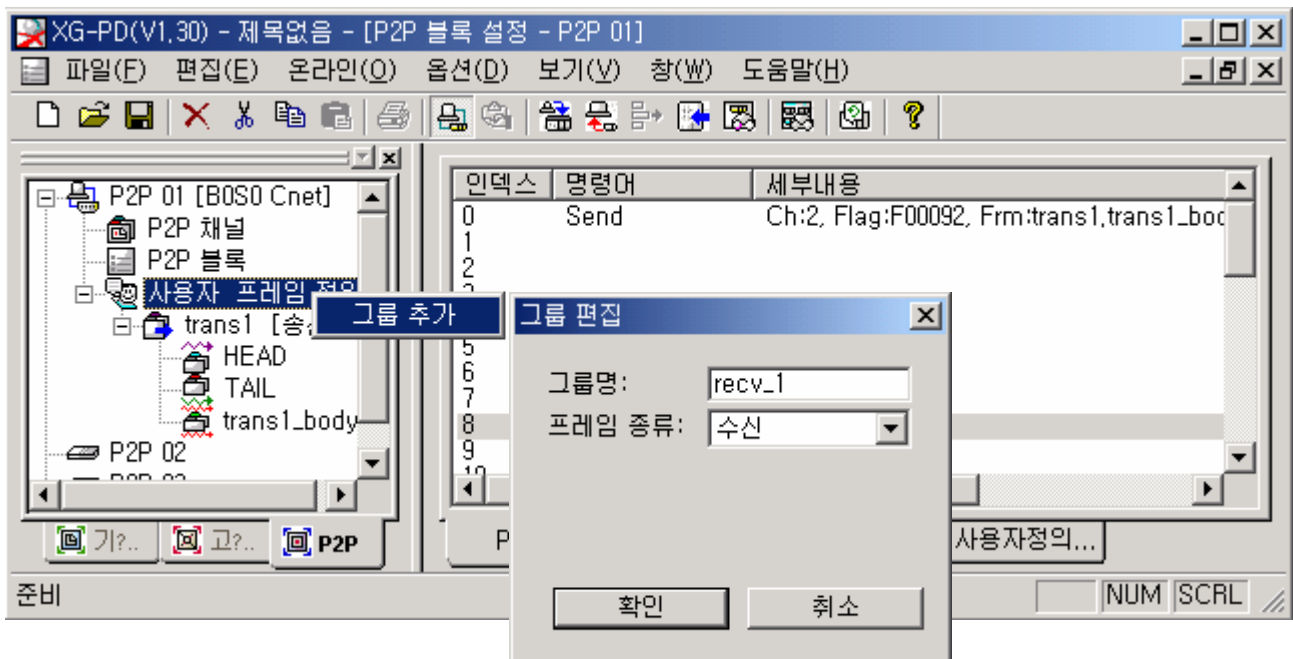 XG-PD(V1,30) - 제목없음 - [P2P 블록 설정 - P2P 01]
파일(F) 편집(E) 온라인(O) 옵션(D) 보기(V) 창(W) 도움말(H)
P2P 01 [B0S0 Cnet]
P2P 채널
P2P 블록
사용자 프레임
그룹 추가
trans1
HEAD
TAIL
trans1_body
P2P 02
기?..
고?..
P2P
인덱스 명령어 세부내용
0 Send Ch:2, Flag:F00092, Frm:trans1,trans1_bod
1
2
5
6
7
8
9
그룹 편집
그룹명: recv_1
프레임 종류: 수신
확인 취소
사용자정의...
준비
NUM SCRL